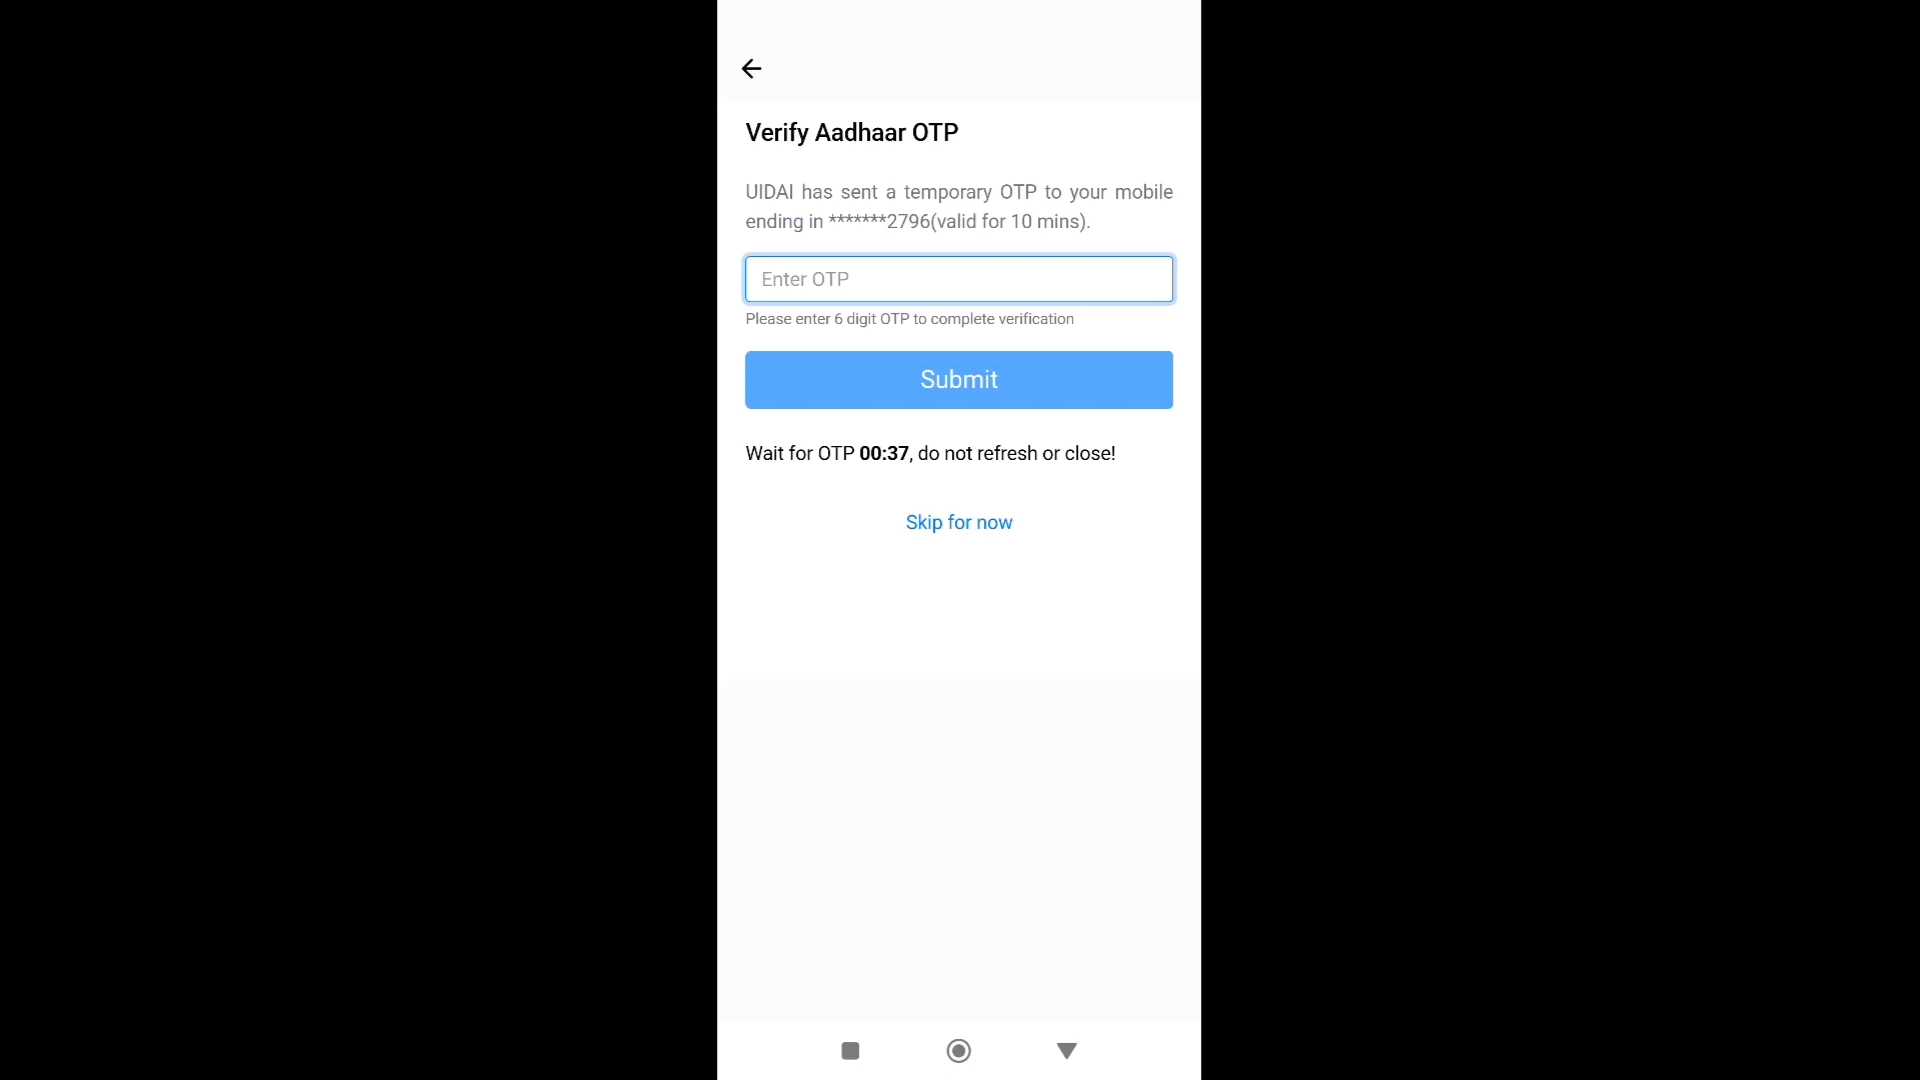 Verify Aadhaar OTP
UIDAI has sent a temporary OTP to your mobile
ending in *******2796(valid for 10 mins).
Enter OTP
Please enter 6 digit OTP to complete verification
Submit
Wait for OTP 00:37, do not refresh or close!
Skip for now